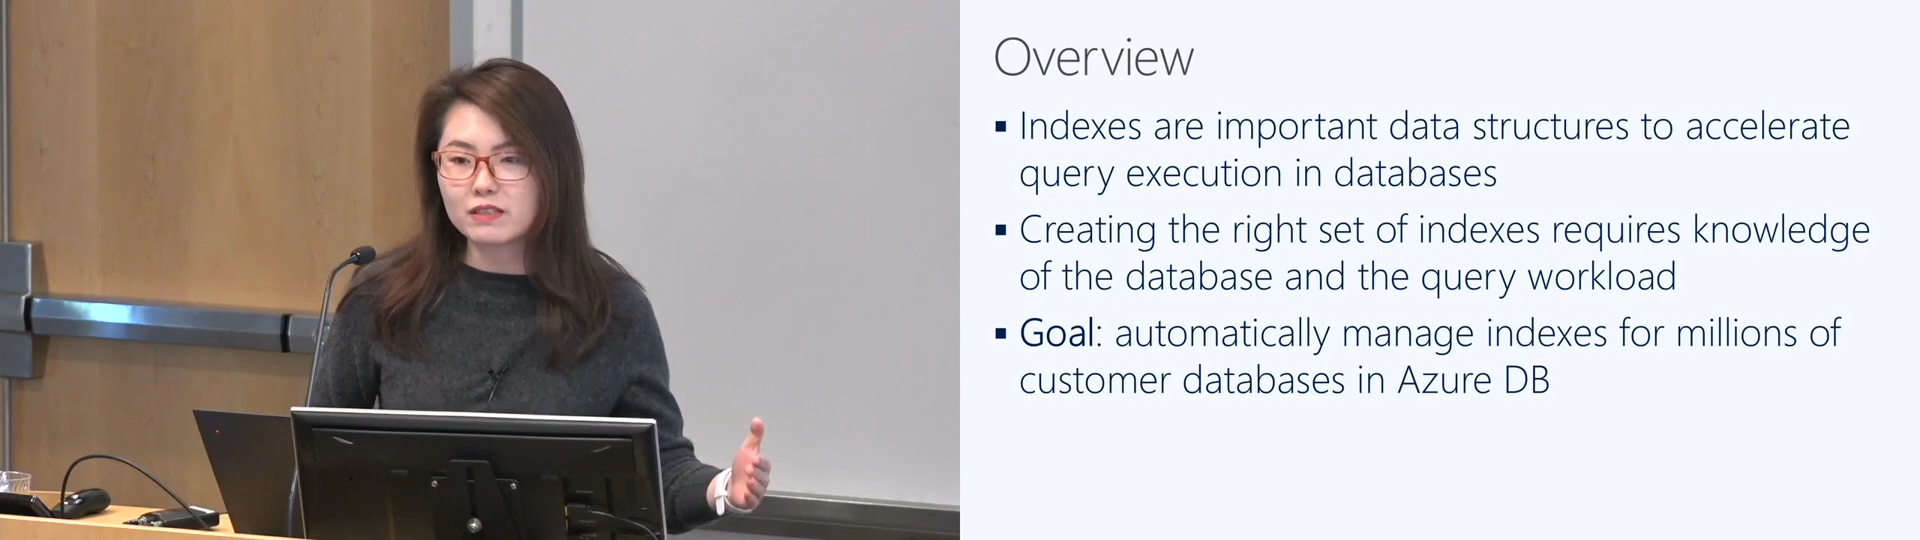 Overview
▪ Indexes are important data structures to accelerate
query execution in databases
▪ Creating the right set of indexes requires knowledge
of the database and the query workload
▪ Goal: automatically manage indexes for millions of
customer databases in Azure DB